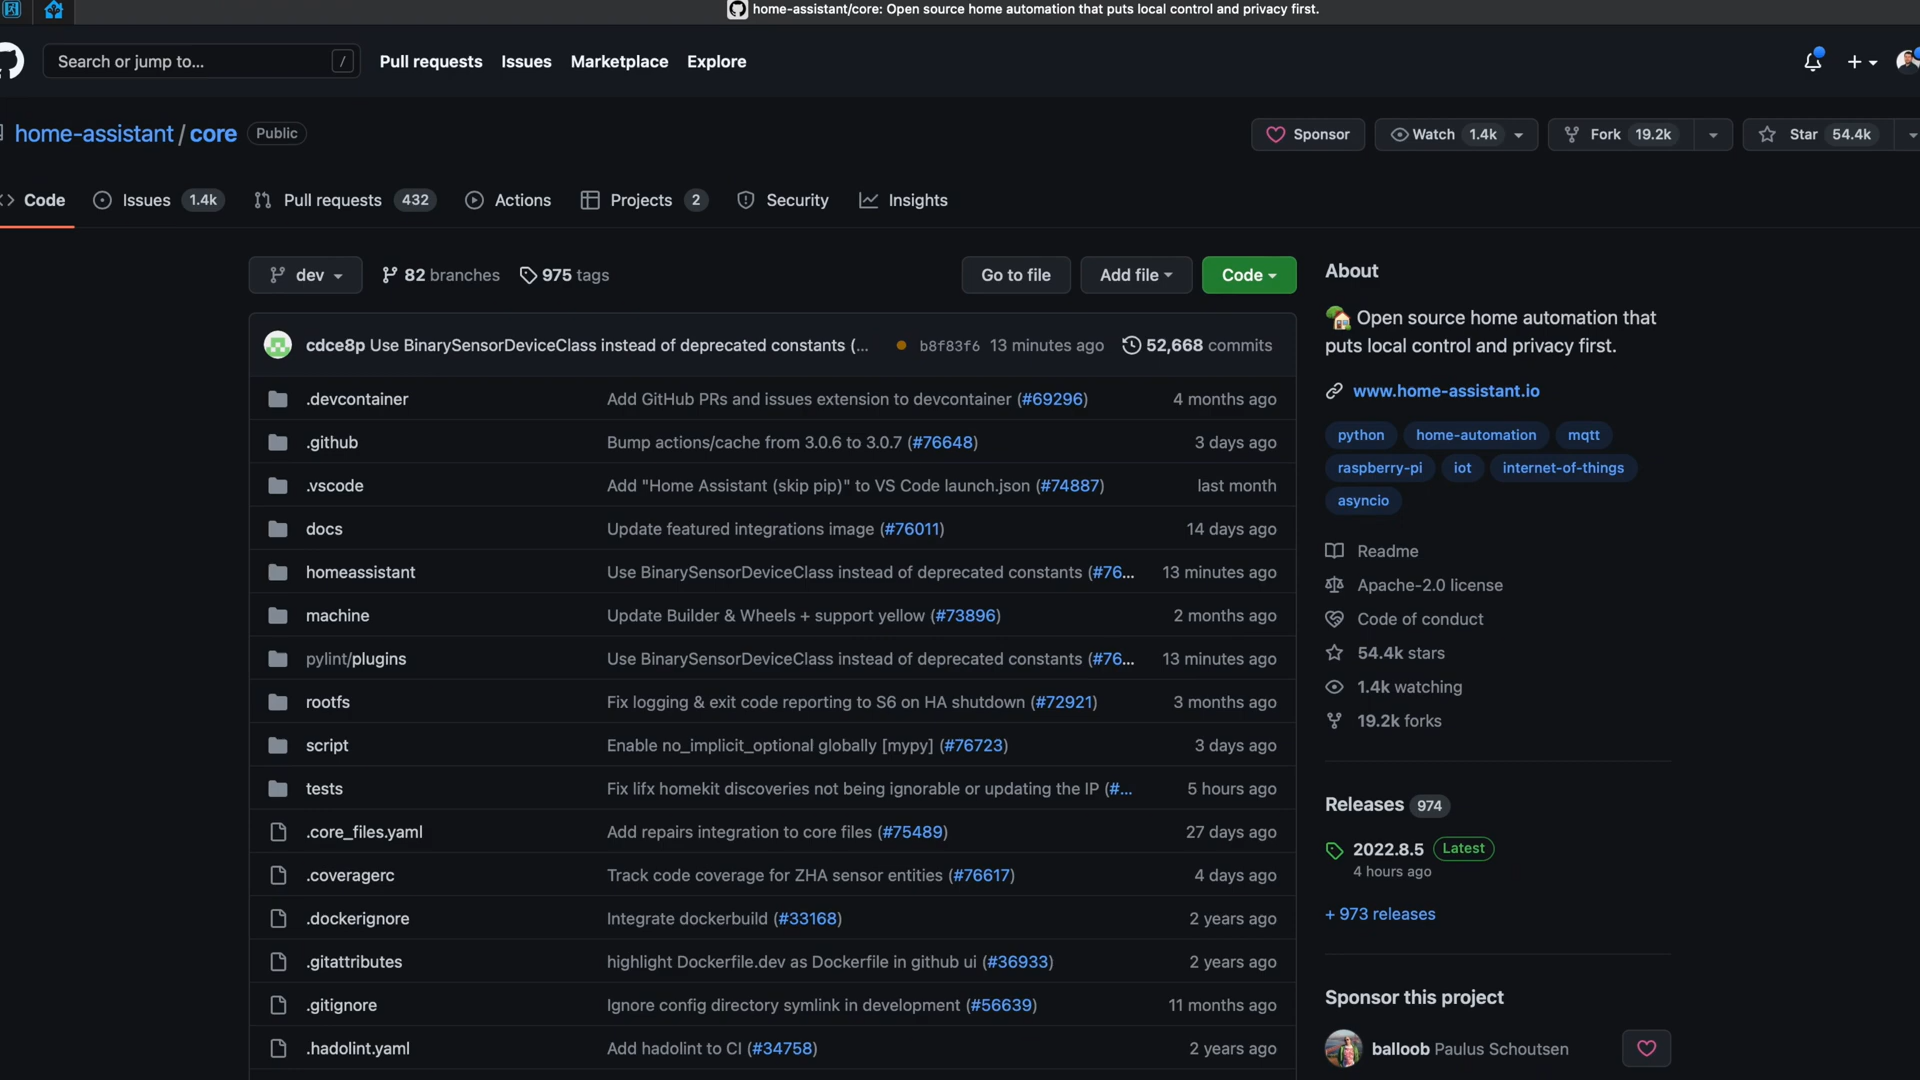 home-assistant/core: Open source home automation that puts local control and privacy first.
Search or jump to... /
Pull requests Issues Marketplace Explore
home-assistant / core Public
Sponsor Watch 1.4k Fork 19.2k Star 54.4k
Code Issues 1.4k Pull requests 432 Actions Projects 2 Security Insights
dev 82 branches 975 tags Go to file Add file Code
cdce8p Use BinarySensorDeviceClass instead of deprecated constants (... b8f83f6 13 minutes ago 52,668 commits
.devcontainer Add GitHub PRs and issues extension to devcontainer (#69296) 4 months ago
.github Bump actions/cache from 3.0.6 to 3.0.7 (#76648) 3 days ago
.vscode Add "Home Assistant (skip pip)" to VS Code launch.json (#74887) last month
docs Update featured integrations image (#76011) 14 days ago
homeassistant Use BinarySensorDeviceClass instead of deprecated constants (#76... 13 minutes ago
machine Update Builder & Wheels + support yellow (#73896) 2 months ago
pylint/plugins Use BinarySensorDeviceClass instead of deprecated constants (#76... 13 minutes ago
rootfs Fix logging & exit code reporting to S6 on HA shutdown (#72921) 3 months ago
script Enable no_implicit_optional globally [mypy] (#76723) 3 days ago
tests Fix lifx homekit discoveries not being ignorable or updating the IP (#... 5 hours ago
.core_files.yaml Add repairs integration to core files (#75489) 27 days ago
.coveragerc Track code coverage for ZHA sensor entities (#76617) 4 days ago
.dockerignore Integrate dockerbuild (#33168) 2 years ago
.gitattributes highlight Dockerfile.dev as Dockerfile in github ui (#36933) 2 years ago
.gitignore Ignore config directory symlink in development (#56639) 11 months ago
.hadolint.yaml Add hadolint to CI (#34758) 2 years ago
About
Open source home automation that
puts local control and privacy first.
www.home-assistant.io
python home-automation mqtt
raspberry-pi iot internet-of-things
asyncio
Readme
Apache-2.0 license
Code of conduct
54.4k stars
1.4k watching
19.2k forks
Releases 974
2022.8.5 Latest
4 hours ago
+ 973 releases
Sponsor this project
balloob Paulus Schoutsen